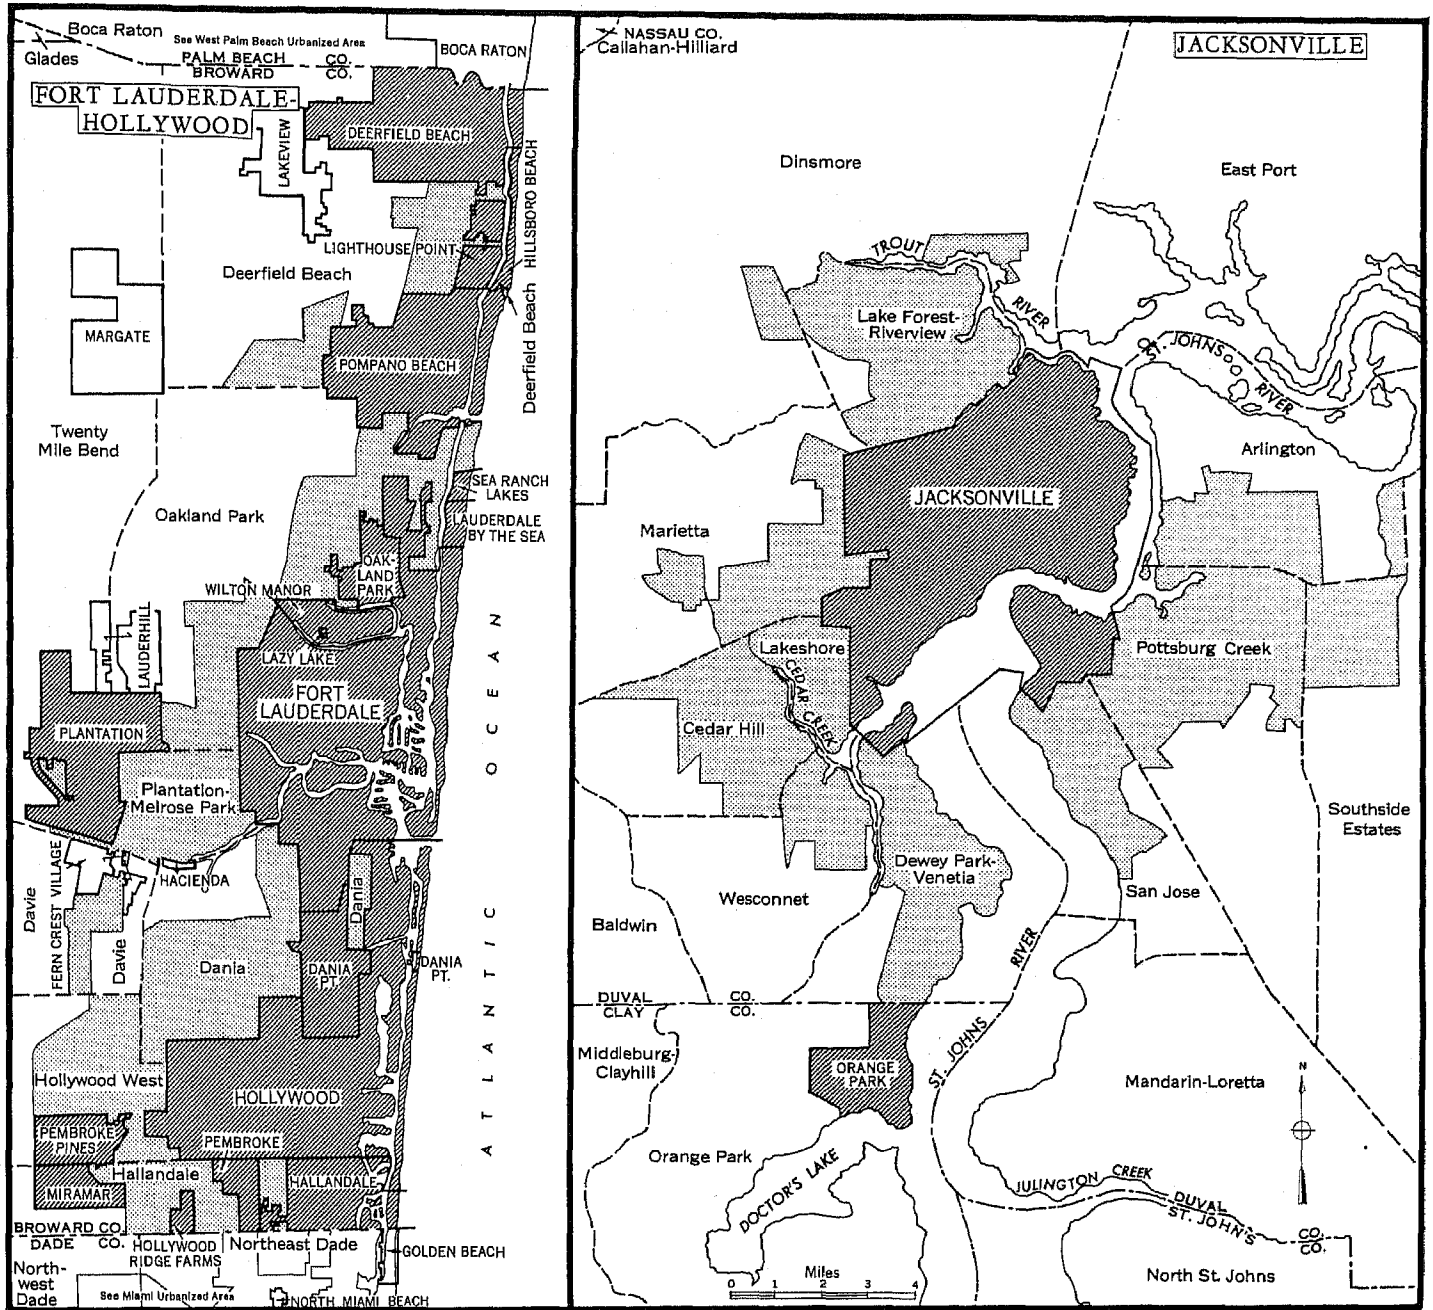 Boca Raton
See West Palm Beach Urbanized Area
BOCA RATON
Glades
PALM BEACH CO.
BROWARD CO.
FORT LAUDERDALE-
HOLLYWOOD
LAKEVIEW
DEERFIELD BEACH
HILLSBORO BEACH
LIGHTHOUSE POINT
Deerfield Beach
Deerfield Beach
MARGATE
POMPANO BEACH
Twenty
Mile Bend
SEA RANCH
LAKES
Oakland Park
LAUDERDALE
BY THE SEA
OAK-
LAND
PARK
WILTON MANOR
LAUDERHILL
LAZY LAKE
FORT
LAUDERDALE
PLANTATION
ATLANTIC OCEAN
Plantation-
Melrose Park
HACIENDA
Davie
FERN CREST VILLAGE
Davie
Dania
Dania
DANIA
PT.
DANIA
PT.
Hollywood West
HOLLYWOOD
PEMBROKE
PINES
PEMBROKE
Hallandale
HALLANDALE
MIRAMAR
BROWARD CO.
DADE CO.
HOLLYWOOD
RIDGE FARMS
Northeast Dade
GOLDEN BEACH
North-
west
Dade
See Miami Urbanized Area
NORTH MIAMI BEACH
NASSAU CO.
Callahan-Hilliard
JACKSONVILLE
Dinsmore
East Port
TROUT
RIVER
Lake Forest-
Riverview
ST. JOHNS
RIVER
Arlington
JACKSONVILLE
Marietta
Lakeshore
CEDAR CREEK
Pottsburg Creek
Cedar Hill
Southside
Estates
Dewey Park-
Venetia
Wesconnet
San Jose
Baldwin
RIVER
DUVAL CO.
CLAY CO.
ST. JOHNS
Middleburg-
Clayhill
ORANGE
PARK
Mandarin-Loretta
N
Orange Park
DOCTOR'S LAKE
JULINGTON CREEK
DUVAL CO.
ST. JOHN'S CO.
North St. Johns
Miles
0 1 2 3 4